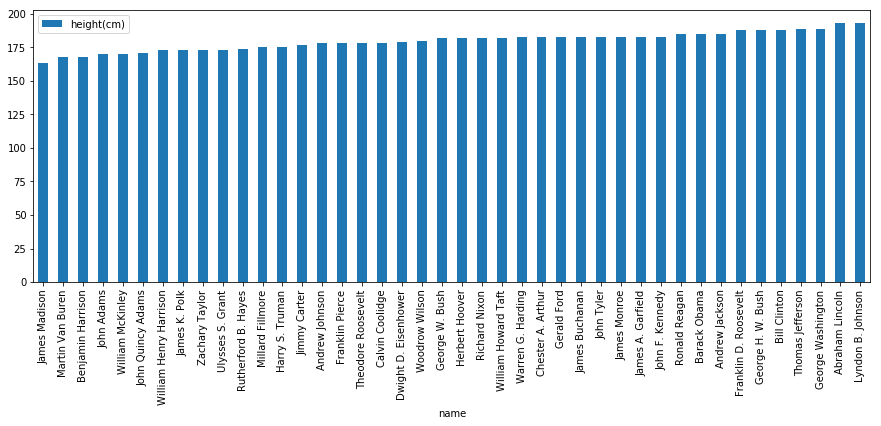 height(cm)
200
175
150
125
100
75
50
25
0
James Madison
Martin Van Buren
Benjamin Harrison
John Adams
William McKinley
John Quincy Adams
William Henry Harrison
James K. Polk
Zachary Taylor
Ulysses S. Grant
Rutherford B. Hayes
Millard Fillmore
Harry S. Truman
Jimmy Carter
Andrew Johnson
Franklin Pierce
Theodore Roosevelt
Calvin Coolidge
Dwight D. Eisenhower
Woodrow Wilson
George W. Bush
Herbert Hoover
Richard Nixon
William Howard Taft
Warren G. Harding
Chester A. Arthur
Gerald Ford
James Buchanan
John Tyler
James Monroe
James A. Garfield
John F. Kennedy
Ronald Reagan
Barack Obama
Andrew Jackson
Franklin D. Roosevelt
George H. W. Bush
Bill Clinton
Thomas Jefferson
George Washington
Abraham Lincoln
Lyndon B. Johnson
name